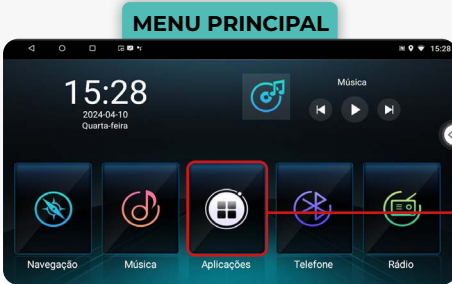 MENU PRINCIPAL
15:28
15:28
2024-04-10
Quarta-feira
Música
Navegação
Música
Aplicações
Telefone
Rádio